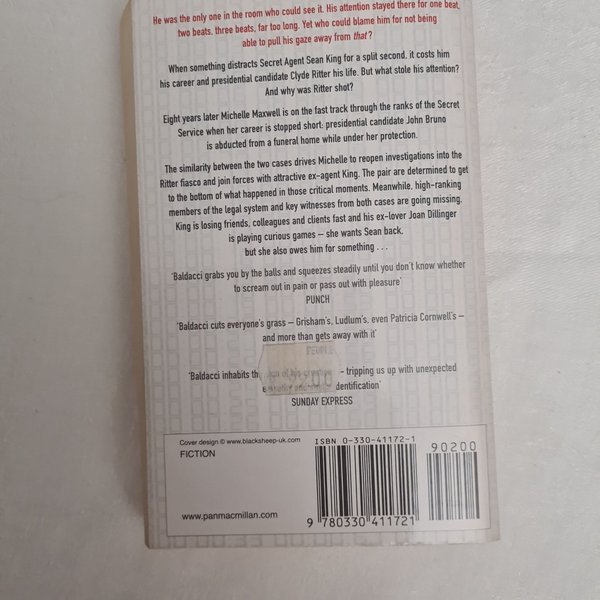 He was the only one in the room who could see it. His attention stayed there for one beat,
two beats, three beats, far too long. Yet who could blame him for not being
able to pull his gaze away from that?
When something distracts Secret Agent Sean King for a split second, it costs him
his career and presidential candidate Clyde Ritter his life. But what stole his attention?
And why was Ritter shot?
Eight years later Michelle Maxwell is on the fast track through the ranks of the Secret
Service when her career is stopped short: presidential candidate John Bruno
is abducted from a funeral home while under her protection.
The similarity between the two cases drives Michelle to reopen investigations into the
Ritter fiasco and join forces with attractive ex-agent King. The pair are determined to get
to the bottom of what happened in those critical moments. Meanwhile, high-ranking
members of the legal system and key witnesses from both cases are going missing.
King is losing friends, colleagues and clients fast and his ex-lover Joan Dillinger
is playing curious games – she wants Sean back,
but she also owes him for something . . .
'Baldacci grabs you by the balls and squeezes steadily until you don't know whether
to scream out in pain or pass out with pleasure'
PUNCH
'Baldacci cuts everyone's grass – Grisham's, Ludlum's, even Patricia Cornwell's –
and more than gets away with it'
PEOPLE
'Baldacci inhabits – tripping us up with unexpected
identification'
SUNDAY EXPRESS
Cover design © www.blacksheep-uk.com
FICTION
www.panmacmillan.com
ISBN 0-330-41172-1
90200
9 780330 411721